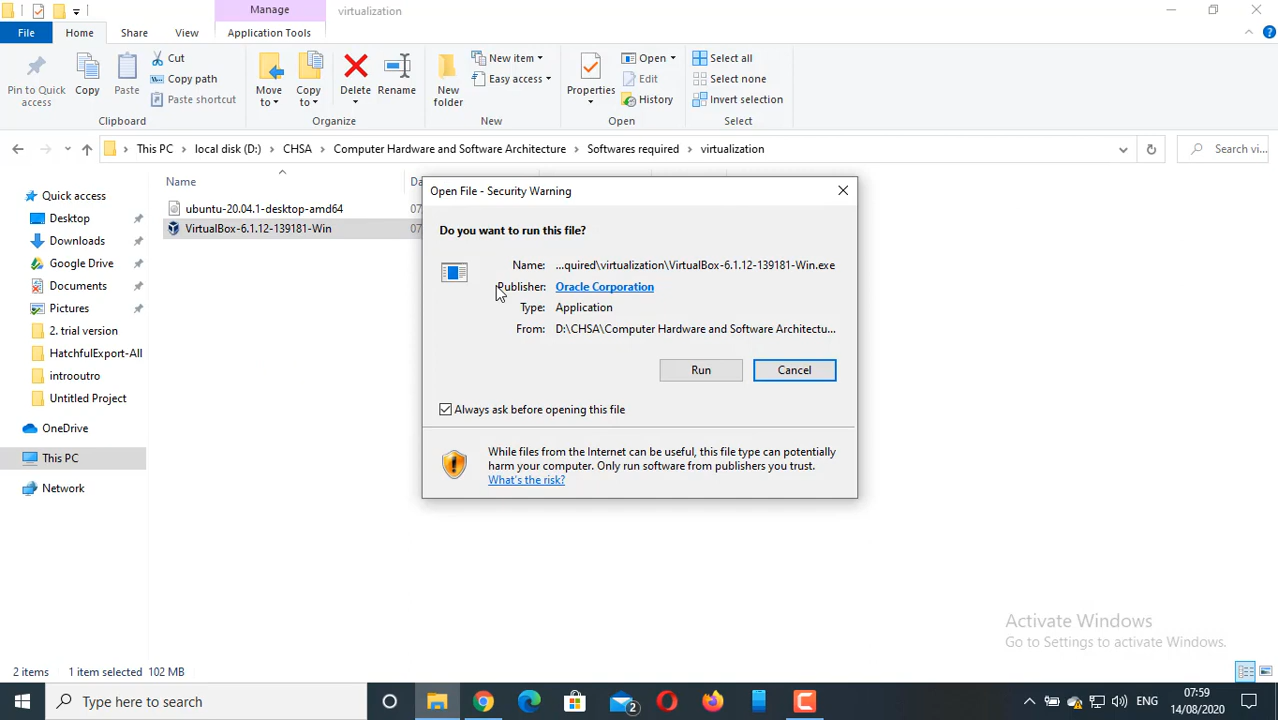 Manage
virtualization
File
Home
Share
View
Application Tools
Pin to Quick access
Copy
Paste
Cut
Copy path
Paste shortcut
Clipboard
Move to
Copy to
Delete
Rename
Organize
New folder
New item
Easy access
New
Properties
Open
Edit
History
Open
Select all
Select none
Invert selection
Select
This PC > local disk (D:) > CHSA > Computer Hardware and Software Architecture > Softwares required > virtualization
Search vi...
Name
Da
ubuntu-20.04.1-desktop-amd64
07
VirtualBox-6.1.12-139181-Win
07
Quick access
Desktop
Downloads
Google Drive
Documents
Pictures
2. trial version
HatchfulExport-All
introoutro
Untitled Project
OneDrive
This PC
Network
Open File - Security Warning
Do you want to run this file?
Name: ...quired\virtualization\VirtualBox-6.1.12-139181-Win.exe
Publisher: Oracle Corporation
Type: Application
From: D:\CHSA\Computer Hardware and Software Architectu...
Run
Cancel
Always ask before opening this file
While files from the Internet can be useful, this file type can potentially
harm your computer. Only run software from publishers you trust.
What's the risk?
Activate Windows
Go to Settings to activate Windows.
2 items
1 item selected 102 MB
Type here to search
2
ENG
07:59
14/08/2020